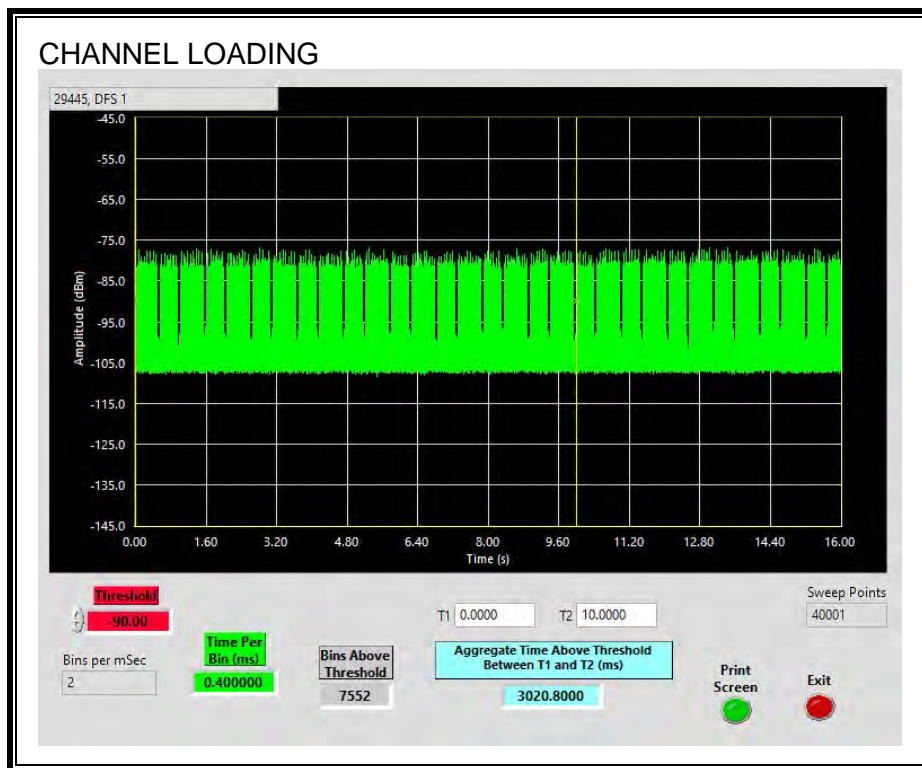 CHANNEL LOADING
29445, DFS 1
-45.0
-55.0
-65.0
-75.0
-85.0
-95.0
-105.0
-115.0
-125.0
-135.0
-145.0
Amplitude (dBm)
0.00 1.60 3.20 4.80 6.40 8.00 9.60 11.20 12.80 14.40 16.00
Time (s)
Threshold
-90.00
Bins per mSec
2
Time Per
Bin (ms)
0.400000
Bins Above
Threshold
7552
T1 0.0000 T2 10.0000
Aggregate Time Above Threshold
Between T1 and T2 (ms)
3020.8000
Sweep Points
40001
Print
Screen
Exit